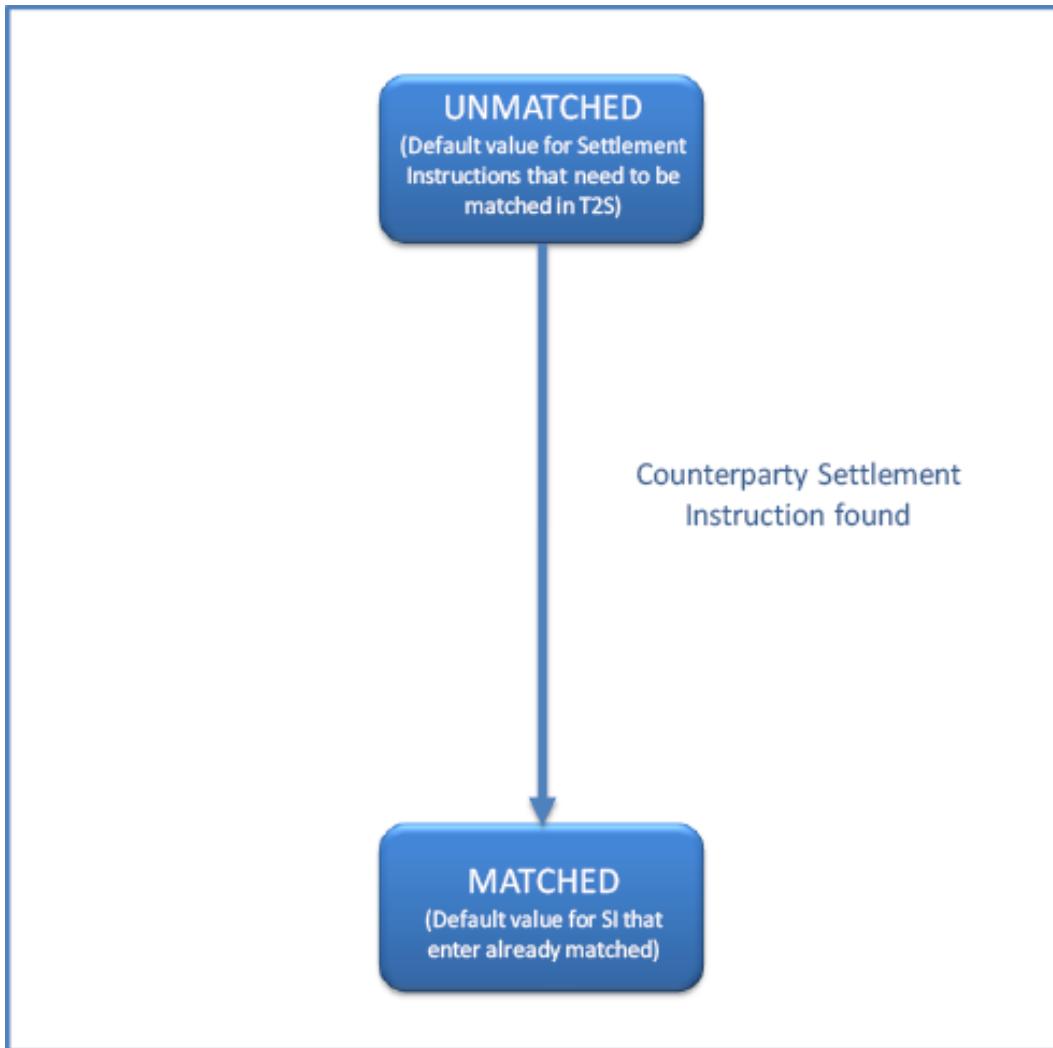 UNMATCHED
(Default value for Settlement
Instructions that need to be
matched in T2S)
Counterparty Settlement
Instruction found
MATCHED
(Default value for SI that
enter already matched)